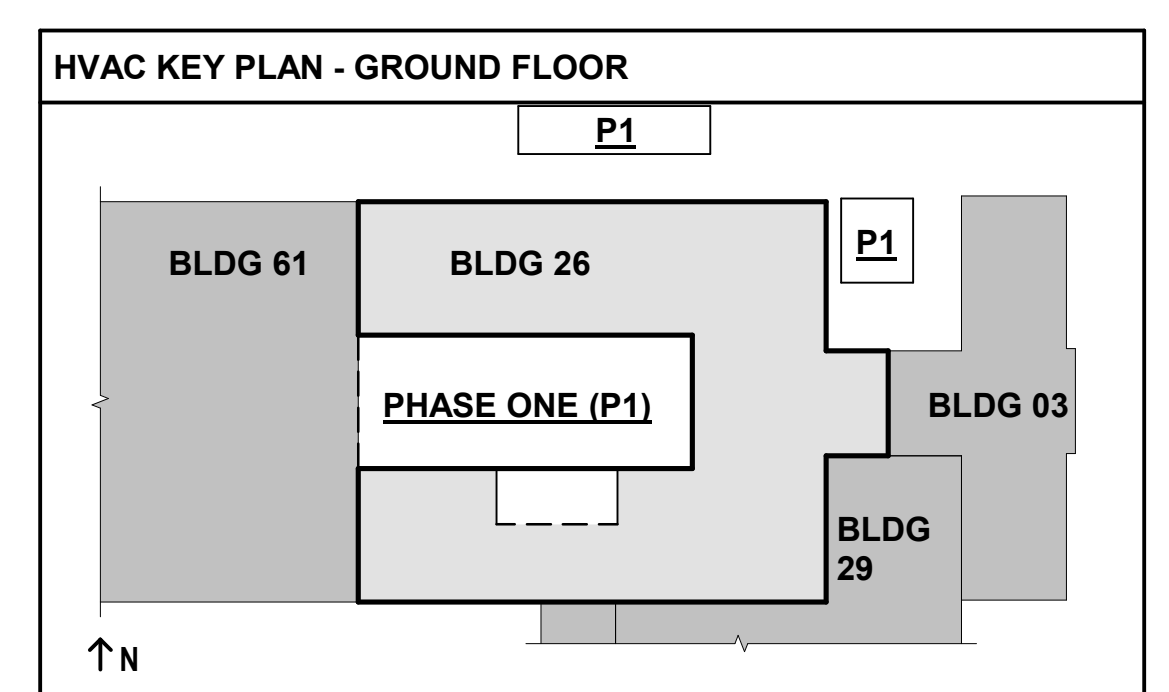 HVAC KEY PLAN - GROUND FLOOR
P1
BLDG 61
BLDG 26
P1
PHASE ONE (P1)
BLDG 03
BLDG
29
N